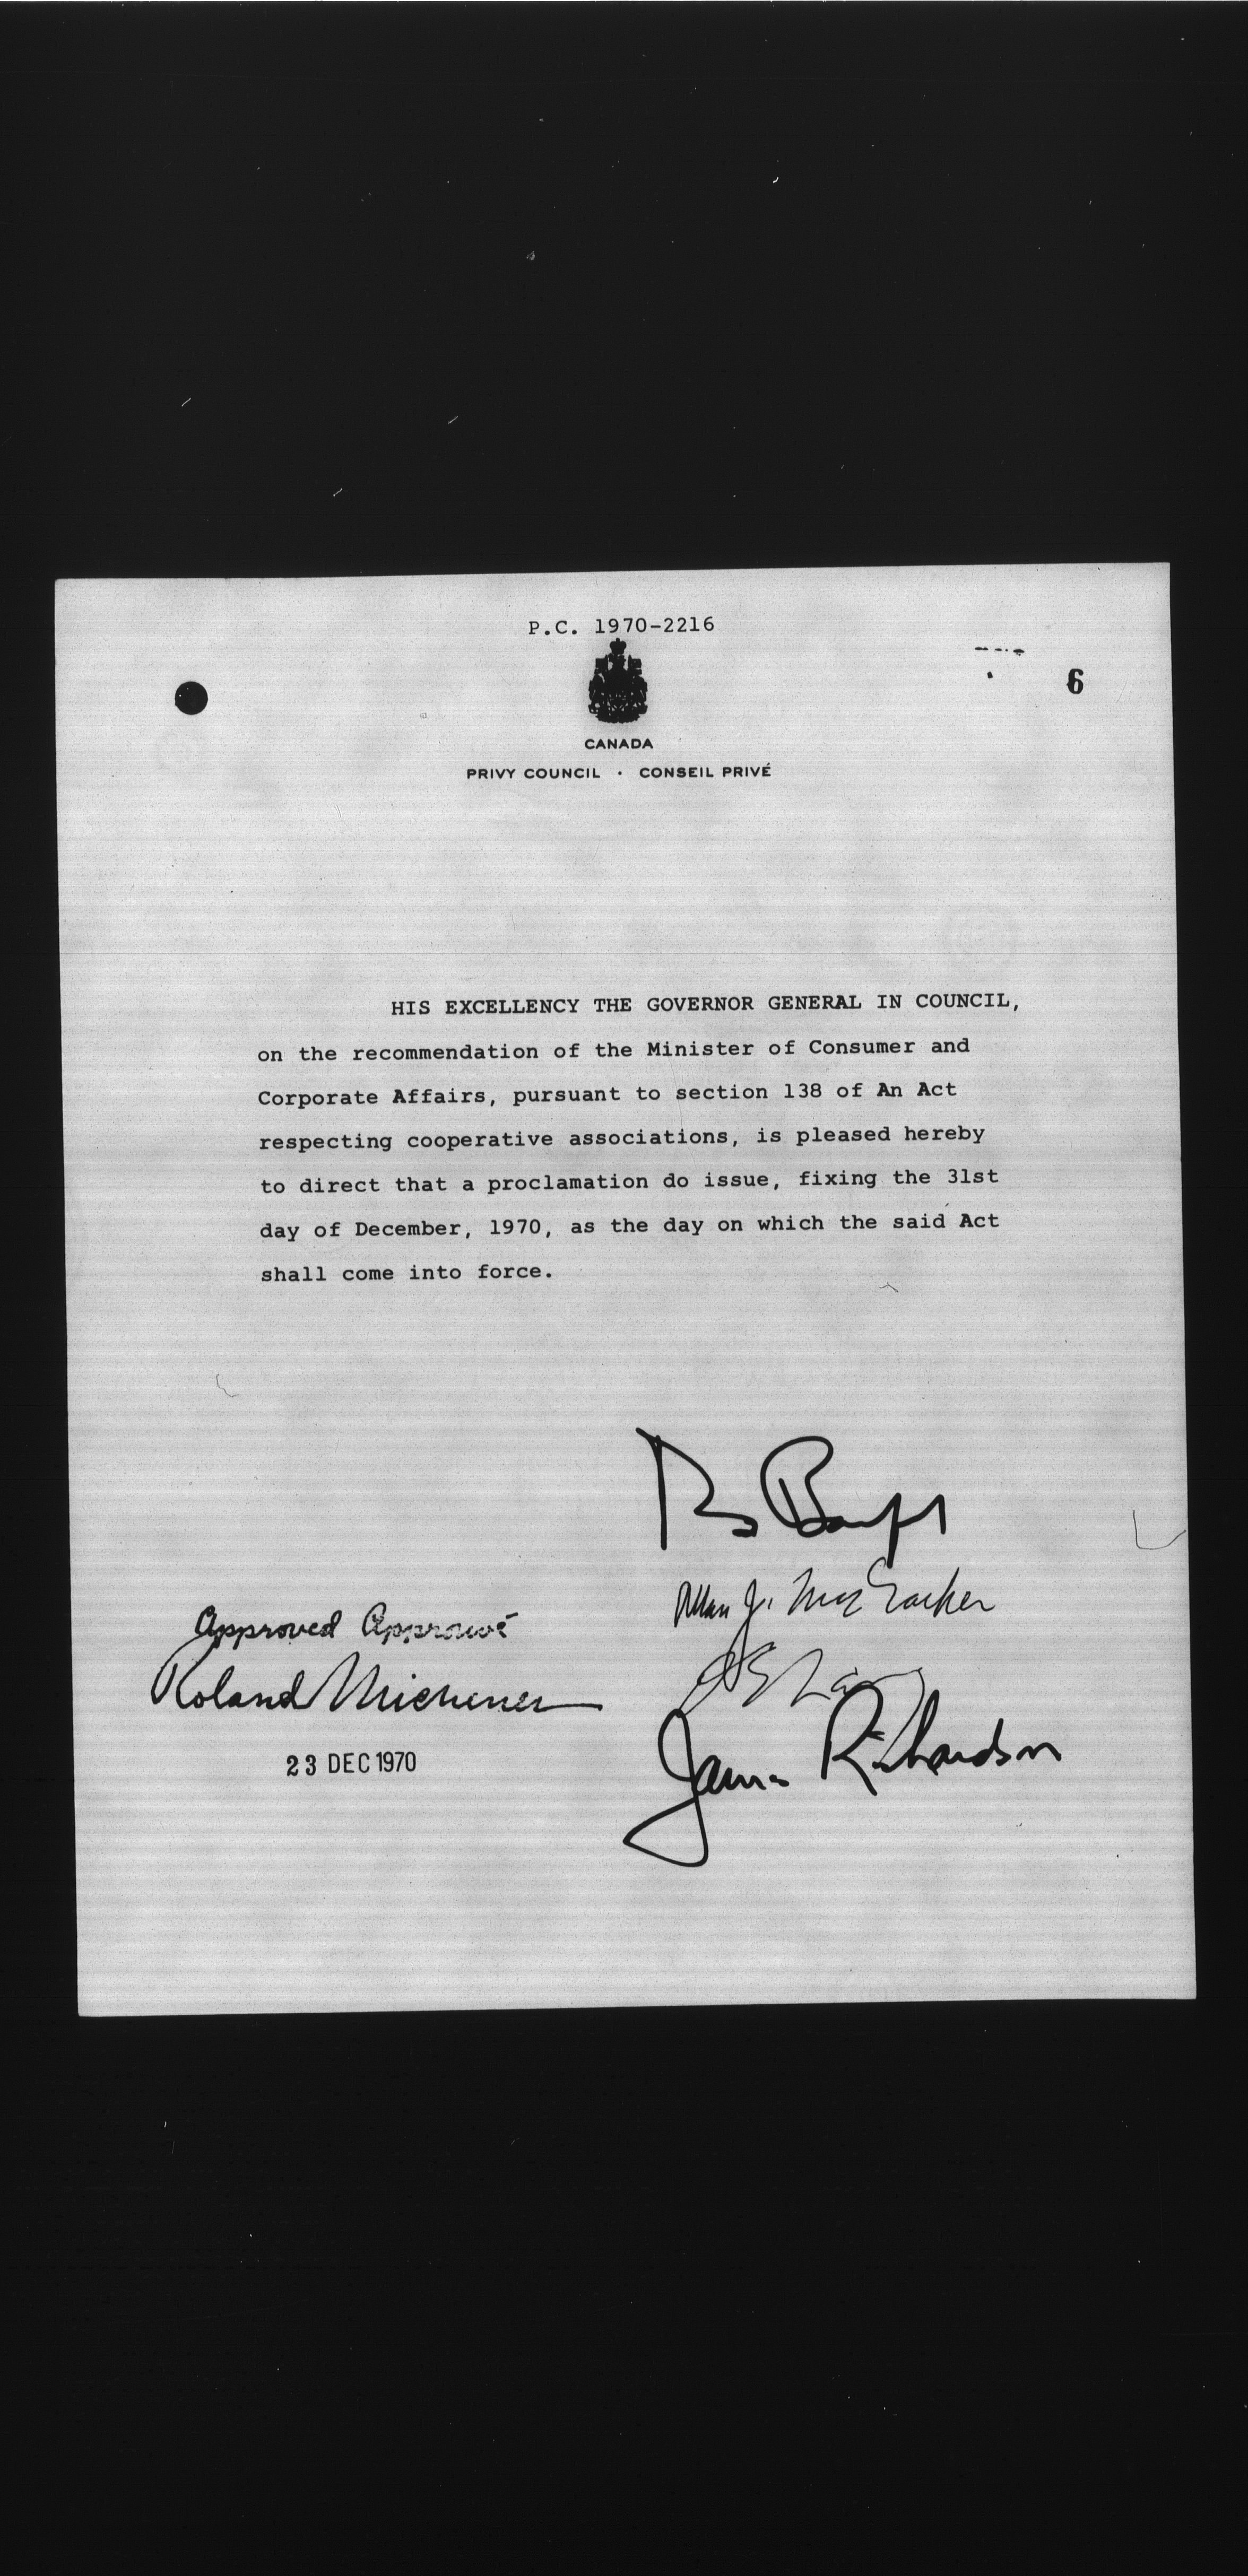 P.C. 1970-2216
6
CANADA
PRIVY COUNCIL · CONSEIL PRIVÉ
HIS EXCELLENCY THE GOVERNOR GENERAL IN COUNCIL,
on the recommendation of the Minister of Consumer and
Corporate Affairs, pursuant to section 138 of An Act
respecting cooperative associations, is pleased hereby
to direct that a proclamation do issue, fixing the 31st
day of December, 1970, as the day on which the said Act
shall come into force.
Allan J. MacEachen
Approved Approuvé
Roland Michener
James Richardson
23 DEC 1970